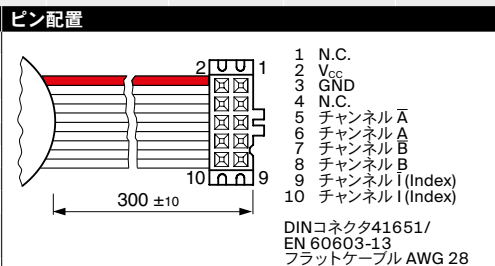 ピン配置
2 1
10 9
300 ±10
1 N.C.
2 Vcc
3 GND
4 N.C.
5 チャンネル A̅
6 チャンネル A
7 チャンネル B̅
8 チャンネル B
9 チャンネル I̅ (Index)
10 チャンネル I (Index)
DINコネクタ41651/
EN 60603-13
フラットケーブル AWG 28